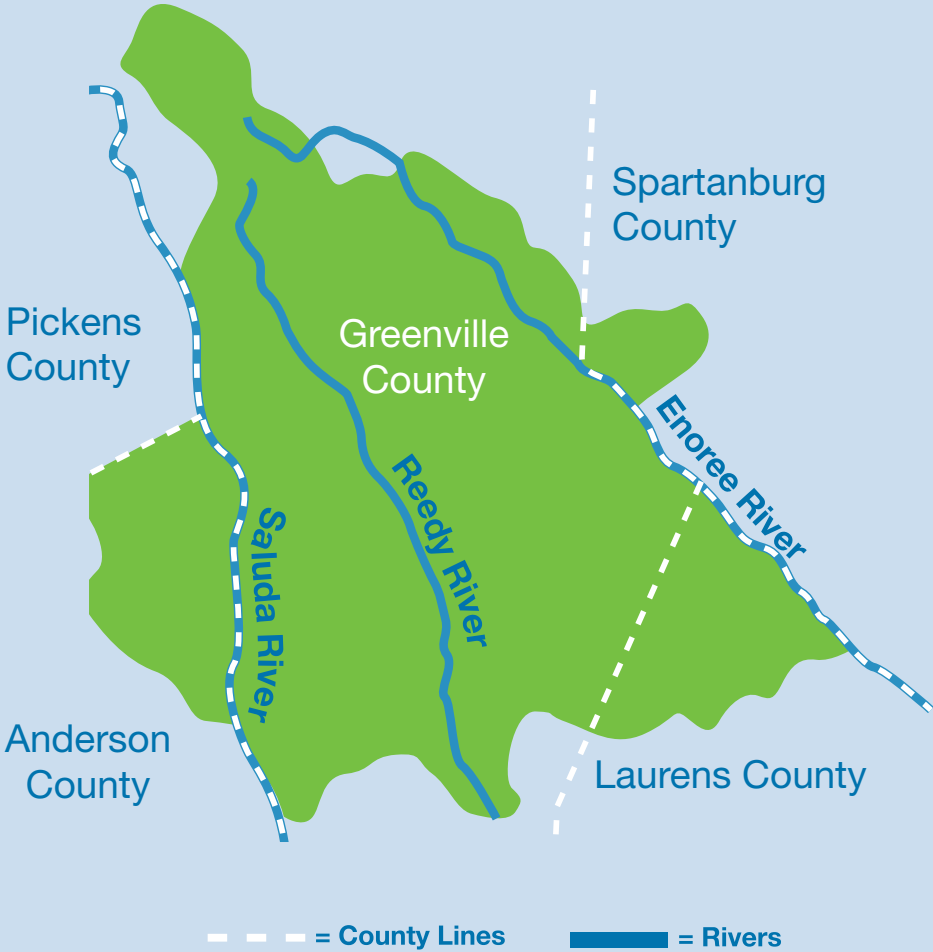 Spartanburg
County
Pickens
County
Greenville
County
Enoree River
Reedy River
Saluda River
Anderson
County
Laurens County
= County Lines
= Rivers